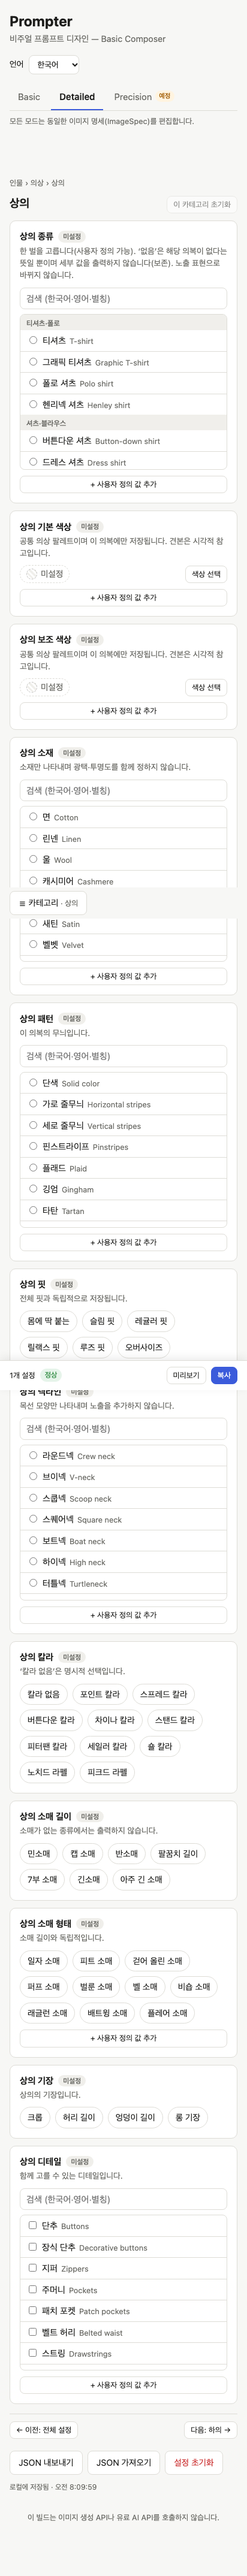 Prompter
비주얼 프롬프트 디자인 — Basic Composer
언어 한국어
Basic Detailed Precision 예정
모든 모드는 동일한 이미지 명세(ImageSpec)를 편집합니다.
인물 › 의상 › 상의
상의 이 카테고리 초기화
상의 종류 미설정
한 벌을 고릅니다(사용자 정의 가능). '없음'은 해당 의복이 없다는
뜻일 뿐이며 세부 값을 출력하지 않습니다(보존). 노출 표현으로
바뀌지 않습니다.
검색 (한국어·영어·별칭)
티셔츠·폴로
티셔츠 T-shirt
그래픽 티셔츠 Graphic T-shirt
폴로 셔츠 Polo shirt
헨리넥 셔츠 Henley shirt
셔츠·블라우스
버튼다운 셔츠 Button-down shirt
드레스 셔츠 Dress shirt
+ 사용자 정의 값 추가
상의 기본 색상 미설정
공통 의상 팔레트이며 이 의복에만 저장됩니다. 견본은 시각적 참
고입니다.
미설정 색상 선택
+ 사용자 정의 값 추가
상의 보조 색상 미설정
공통 의상 팔레트이며 이 의복에만 저장됩니다. 견본은 시각적 참
고입니다.
미설정 색상 선택
+ 사용자 정의 값 추가
상의 소재 미설정
소재만 나타내며 광택·투명도를 함께 정하지 않습니다.
검색 (한국어·영어·별칭)
면 Cotton
린넨 Linen
울 Wool
캐시미어 Cashmere
≡ 카테고리 · 상의
새틴 Satin
벨벳 Velvet
+ 사용자 정의 값 추가
상의 패턴 미설정
이 의복의 무늬입니다.
검색 (한국어·영어·별칭)
단색 Solid color
가로 줄무늬 Horizontal stripes
세로 줄무늬 Vertical stripes
핀스트라이프 Pinstripes
플래드 Plaid
깅엄 Gingham
타탄 Tartan
+ 사용자 정의 값 추가
상의 핏 미설정
전체 핏과 독립적으로 저장됩니다.
몸에 딱 붙는 슬림 핏 레귤러 핏
릴랙스 핏 루즈 핏 오버사이즈
1개 설정 정상 미리보기 복사
상의 넥라인 미설정
목선 모양만 나타내며 노출을 추가하지 않습니다.
검색 (한국어·영어·별칭)
라운드넥 Crew neck
브이넥 V-neck
스쿱넥 Scoop neck
스퀘어넥 Square neck
보트넥 Boat neck
하이넥 High neck
터틀넥 Turtleneck
+ 사용자 정의 값 추가
상의 칼라 미설정
'칼라 없음'은 명시적 선택입니다.
칼라 없음 포인트 칼라 스프레드 칼라
버튼다운 칼라 차이나 칼라 스탠드 칼라
피터팬 칼라 세일러 칼라 숄 칼라
노치드 라펠 피크드 라펠
상의 소매 길이 미설정
소매가 없는 종류에서는 출력하지 않습니다.
민소매 캡 소매 반소매 팔꿈치 길이
7부 소매 긴소매 아주 긴 소매
상의 소매 형태 미설정
소매 길이와 독립적입니다.
일자 소매 피트 소매 걷어 올린 소매
퍼프 소매 벌룬 소매 벨 소매 비숍 소매
래글런 소매 배트윙 소매 플레어 소매
+ 사용자 정의 값 추가
상의 기장 미설정
상의의 기장입니다.
크롭 허리 길이 엉덩이 길이 롱 기장
상의 디테일 미설정
함께 고를 수 있는 디테일입니다.
검색 (한국어·영어·별칭)
단추 Buttons
장식 단추 Decorative buttons
지퍼 Zippers
주머니 Pockets
패치 포켓 Patch pockets
벨트 허리 Belted waist
스트링 Drawstrings
+ 사용자 정의 값 추가
← 이전: 전체 설정 다음: 하의 →
JSON 내보내기 JSON 가져오기 설정 초기화
로컬에 저장됨 · 오전 8:09:59
이 빌드는 이미지 생성 API나 유료 AI API를 호출하지 않습니다.